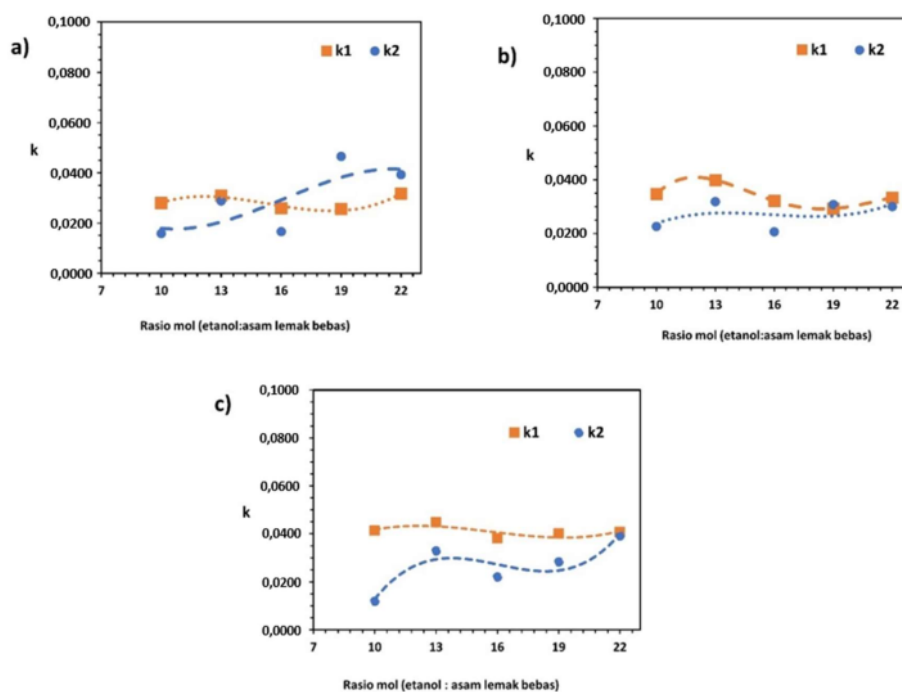 a)
0,1000
0,0800
0,0600
0,0400
0,0200
0,0000
k
k1 k2
7 10 13 16 19 22
Rasio mol (etanol:asam lemak bebas)
b)
0,1000
0,0800
0,0600
0,0400
0,0200
0,0000
k
k1 k2
7 10 13 16 19 22
Rasio mol (etanol:asam lemak bebas)
c)
0,1000
0,0800
0,0600
0,0400
0,0200
0,0000
k
k1 k2
7 10 13 16 19 22
Rasio mol (etanol : asam lemak bebas)